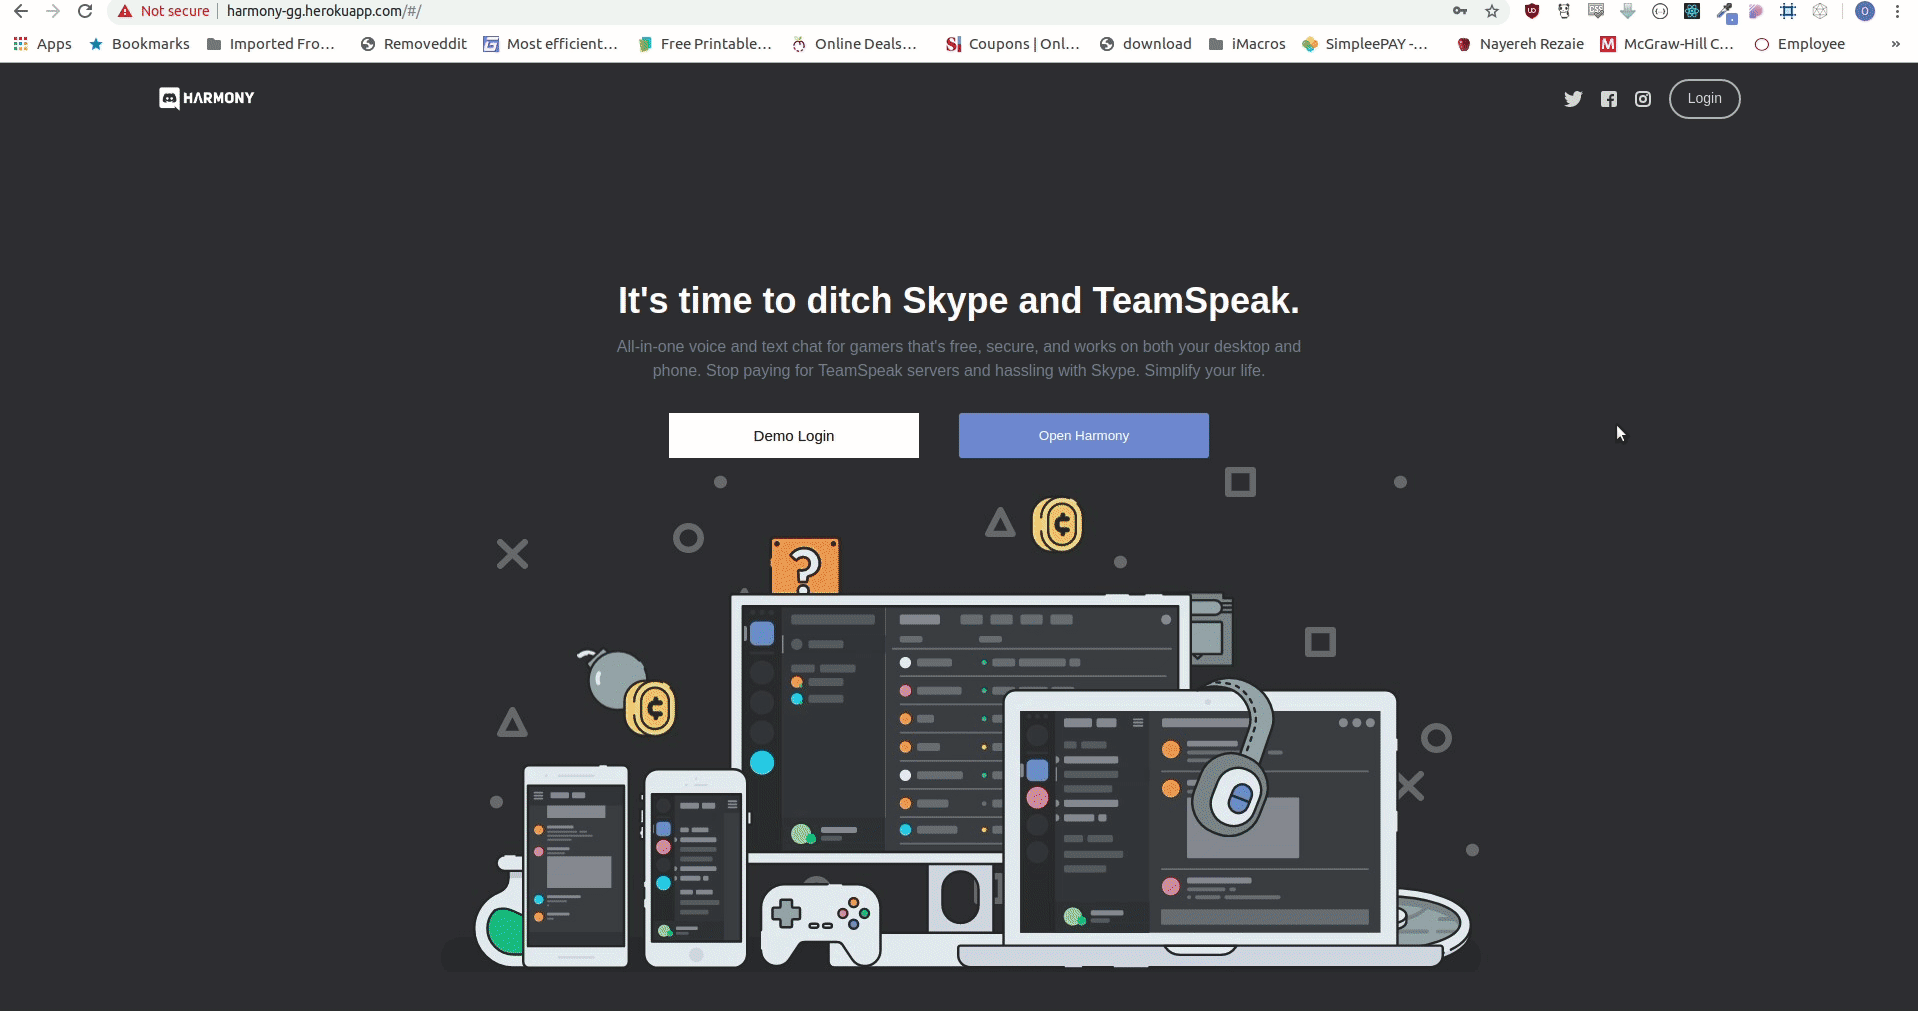 Not secure | harmony-gg.herokuapp.com/#/
Apps Bookmarks Imported Fro... Removeddit Most efficient... Free Printable... Online Deals... Coupons | Onl... download iMacros SimpleePAY -... Nayereh Rezaie McGraw-Hill C... Employee »
HARMONY
Login
It's time to ditch Skype and TeamSpeak.
All-in-one voice and text chat for gamers that's free, secure, and works on both your desktop and
phone. Stop paying for TeamSpeak servers and hassling with Skype. Simplify your life.
Demo Login Open Harmony
?